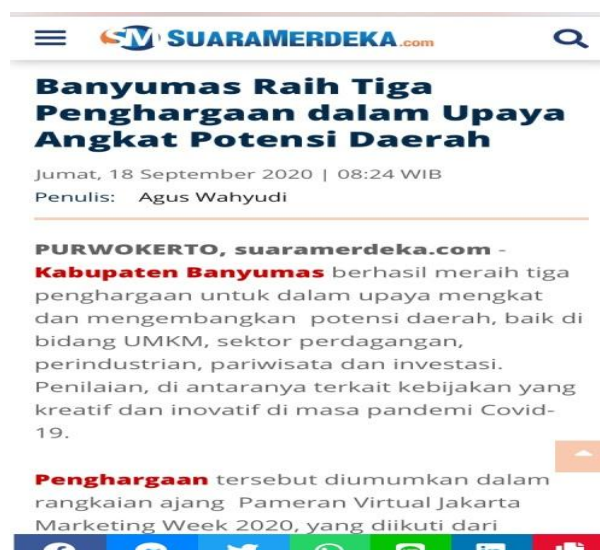 SM SUARAMERDEKA.com
Banyumas Raih Tiga
Penghargaan dalam Upaya
Angkat Potensi Daerah
Jumat, 18 September 2020 | 08:24 WIB
Penulis: Agus Wahyudi
PURWOKERTO, suaramerdeka.com -
Kabupaten Banyumas berhasil meraih tiga
penghargaan untuk dalam upaya mengkat
dan mengembangkan potensi daerah, baik di
bidang UMKM, sektor perdagangan,
perindustrian, pariwisata dan investasi.
Penilaian, di antaranya terkait kebijakan yang
kreatif dan inovatif di masa pandemi Covid-
19.
Penghargaan tersebut diumumkan dalam
rangkaian ajang Pameran Virtual Jakarta
Marketing Week 2020, yang diikuti dari